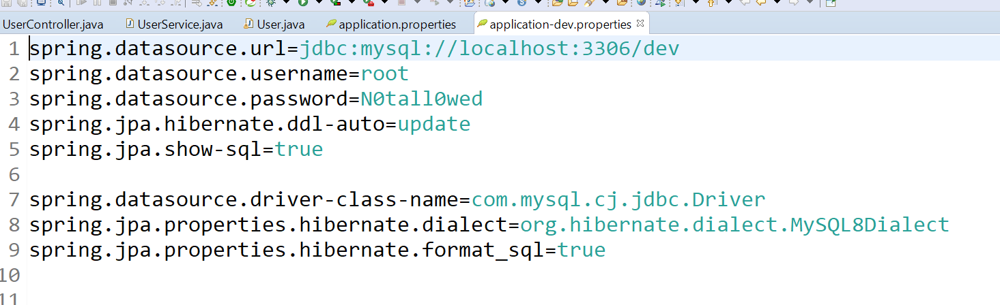 UserController.java UserService.java User.java application.properties application-dev.properties
1 spring.datasource.url=jdbc:mysql://localhost:3306/dev
2 spring.datasource.username=root
3 spring.datasource.password=N0tall0wed
4 spring.jpa.hibernate.ddl-auto=update
5 spring.jpa.show-sql=true
6
7 spring.datasource.driver-class-name=com.mysql.cj.jdbc.Driver
8 spring.jpa.properties.hibernate.dialect=org.hibernate.dialect.MySQL8Dialect
9 spring.jpa.properties.hibernate.format_sql=true
10
11